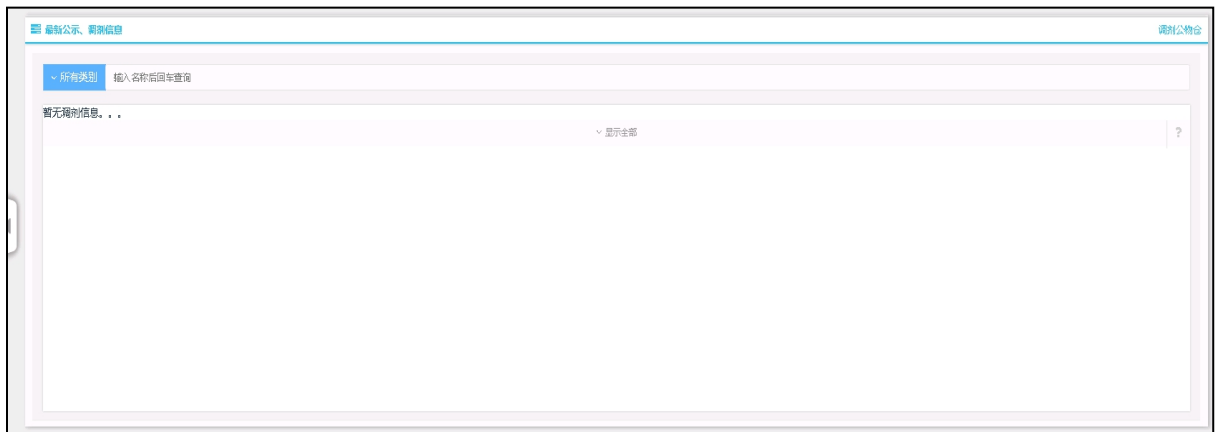 最新公示、调剂信息
调剂公物仓
所有类别
输入名称后回车查询
暂无调剂信息。。。
显示全部
?